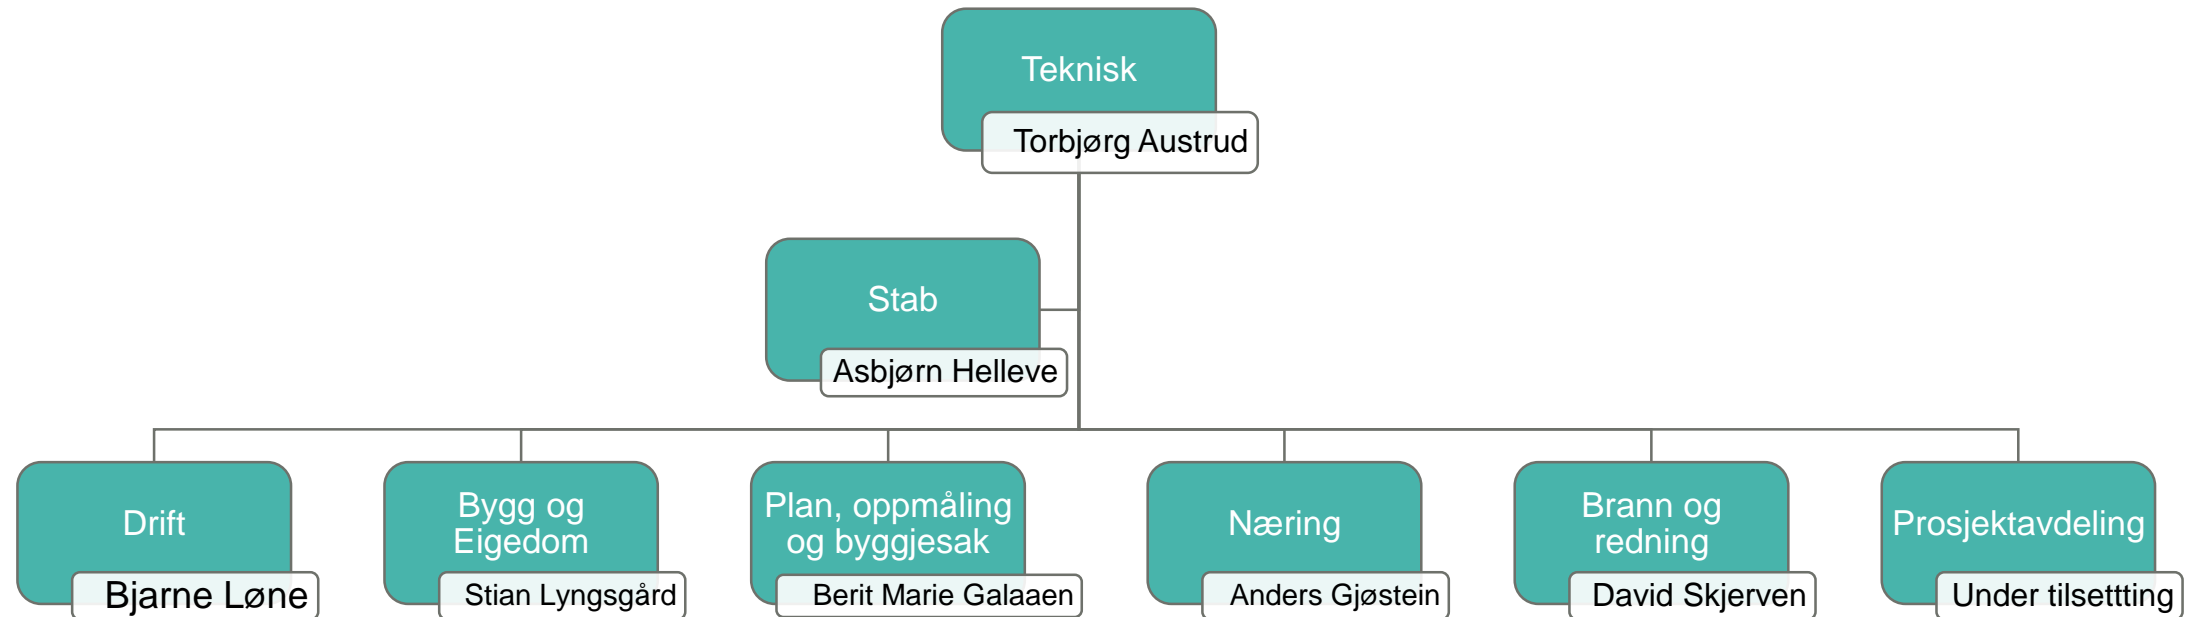 Teknisk
Torbjørg Austrud
Stab
Asbjørn Helleve
Drift
Bjarne Løne
Bygg og
Eigedom
Stian Lyngsgård
Plan, oppmåling
og byggjesak
Berit Marie Galaaen
Næring
Anders Gjøstein
Brann og
redning
David Skjerven
Prosjektavdeling
Under tilsettting